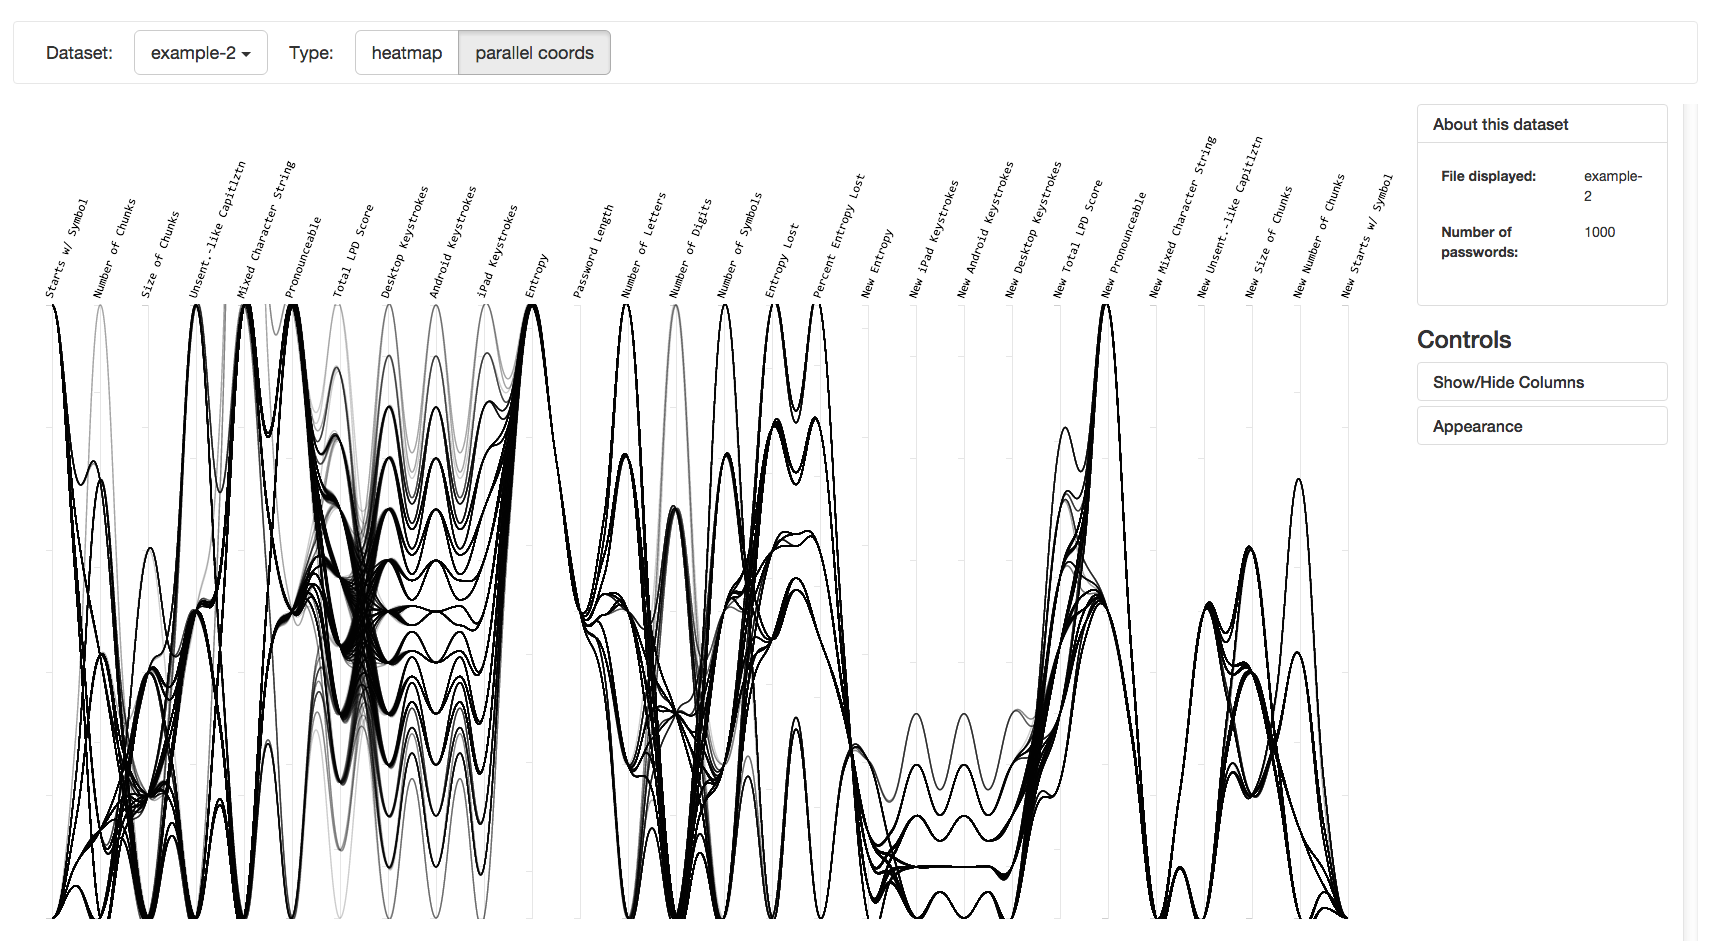 Dataset: example-2 Type: heatmap parallel coords
Starts w/ Symbol
Number of Chunks
Size of Chunks
Unsent.-like Capitlztn
Mixed Character String
Pronounceable
Total LPD Score
Desktop Keystrokes
Android Keystrokes
iPad Keystrokes
Entropy
Password Length
Number of Letters
Number of Digits
Number of Symbols
Entropy Lost
Percent Entropy Lost
New Entropy
New iPad Keystrokes
New Android Keystrokes
New Desktop Keystrokes
New Total LPD Score
New Pronounceable
New Mixed Character String
New Unsent.-like Capitlztn
New Size of Chunks
New Number of Chunks
New Starts w/ Symbol
About this dataset
File displayed: example-
2
Number of 1000
passwords:
Controls
Show/Hide Columns
Appearance